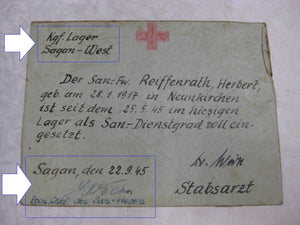 Kgf. Lager
Sagan-West
Der San=Fw. Reiffenrath, Herbert,
geb. am 28.1.1917 in Neunkirchen
ist seit dem 25.5.45 im hiesigen
Lager als San-Dienstgrad voll ein-
gesetzt.
Sagan, den 22.9.45
Stabsarzt